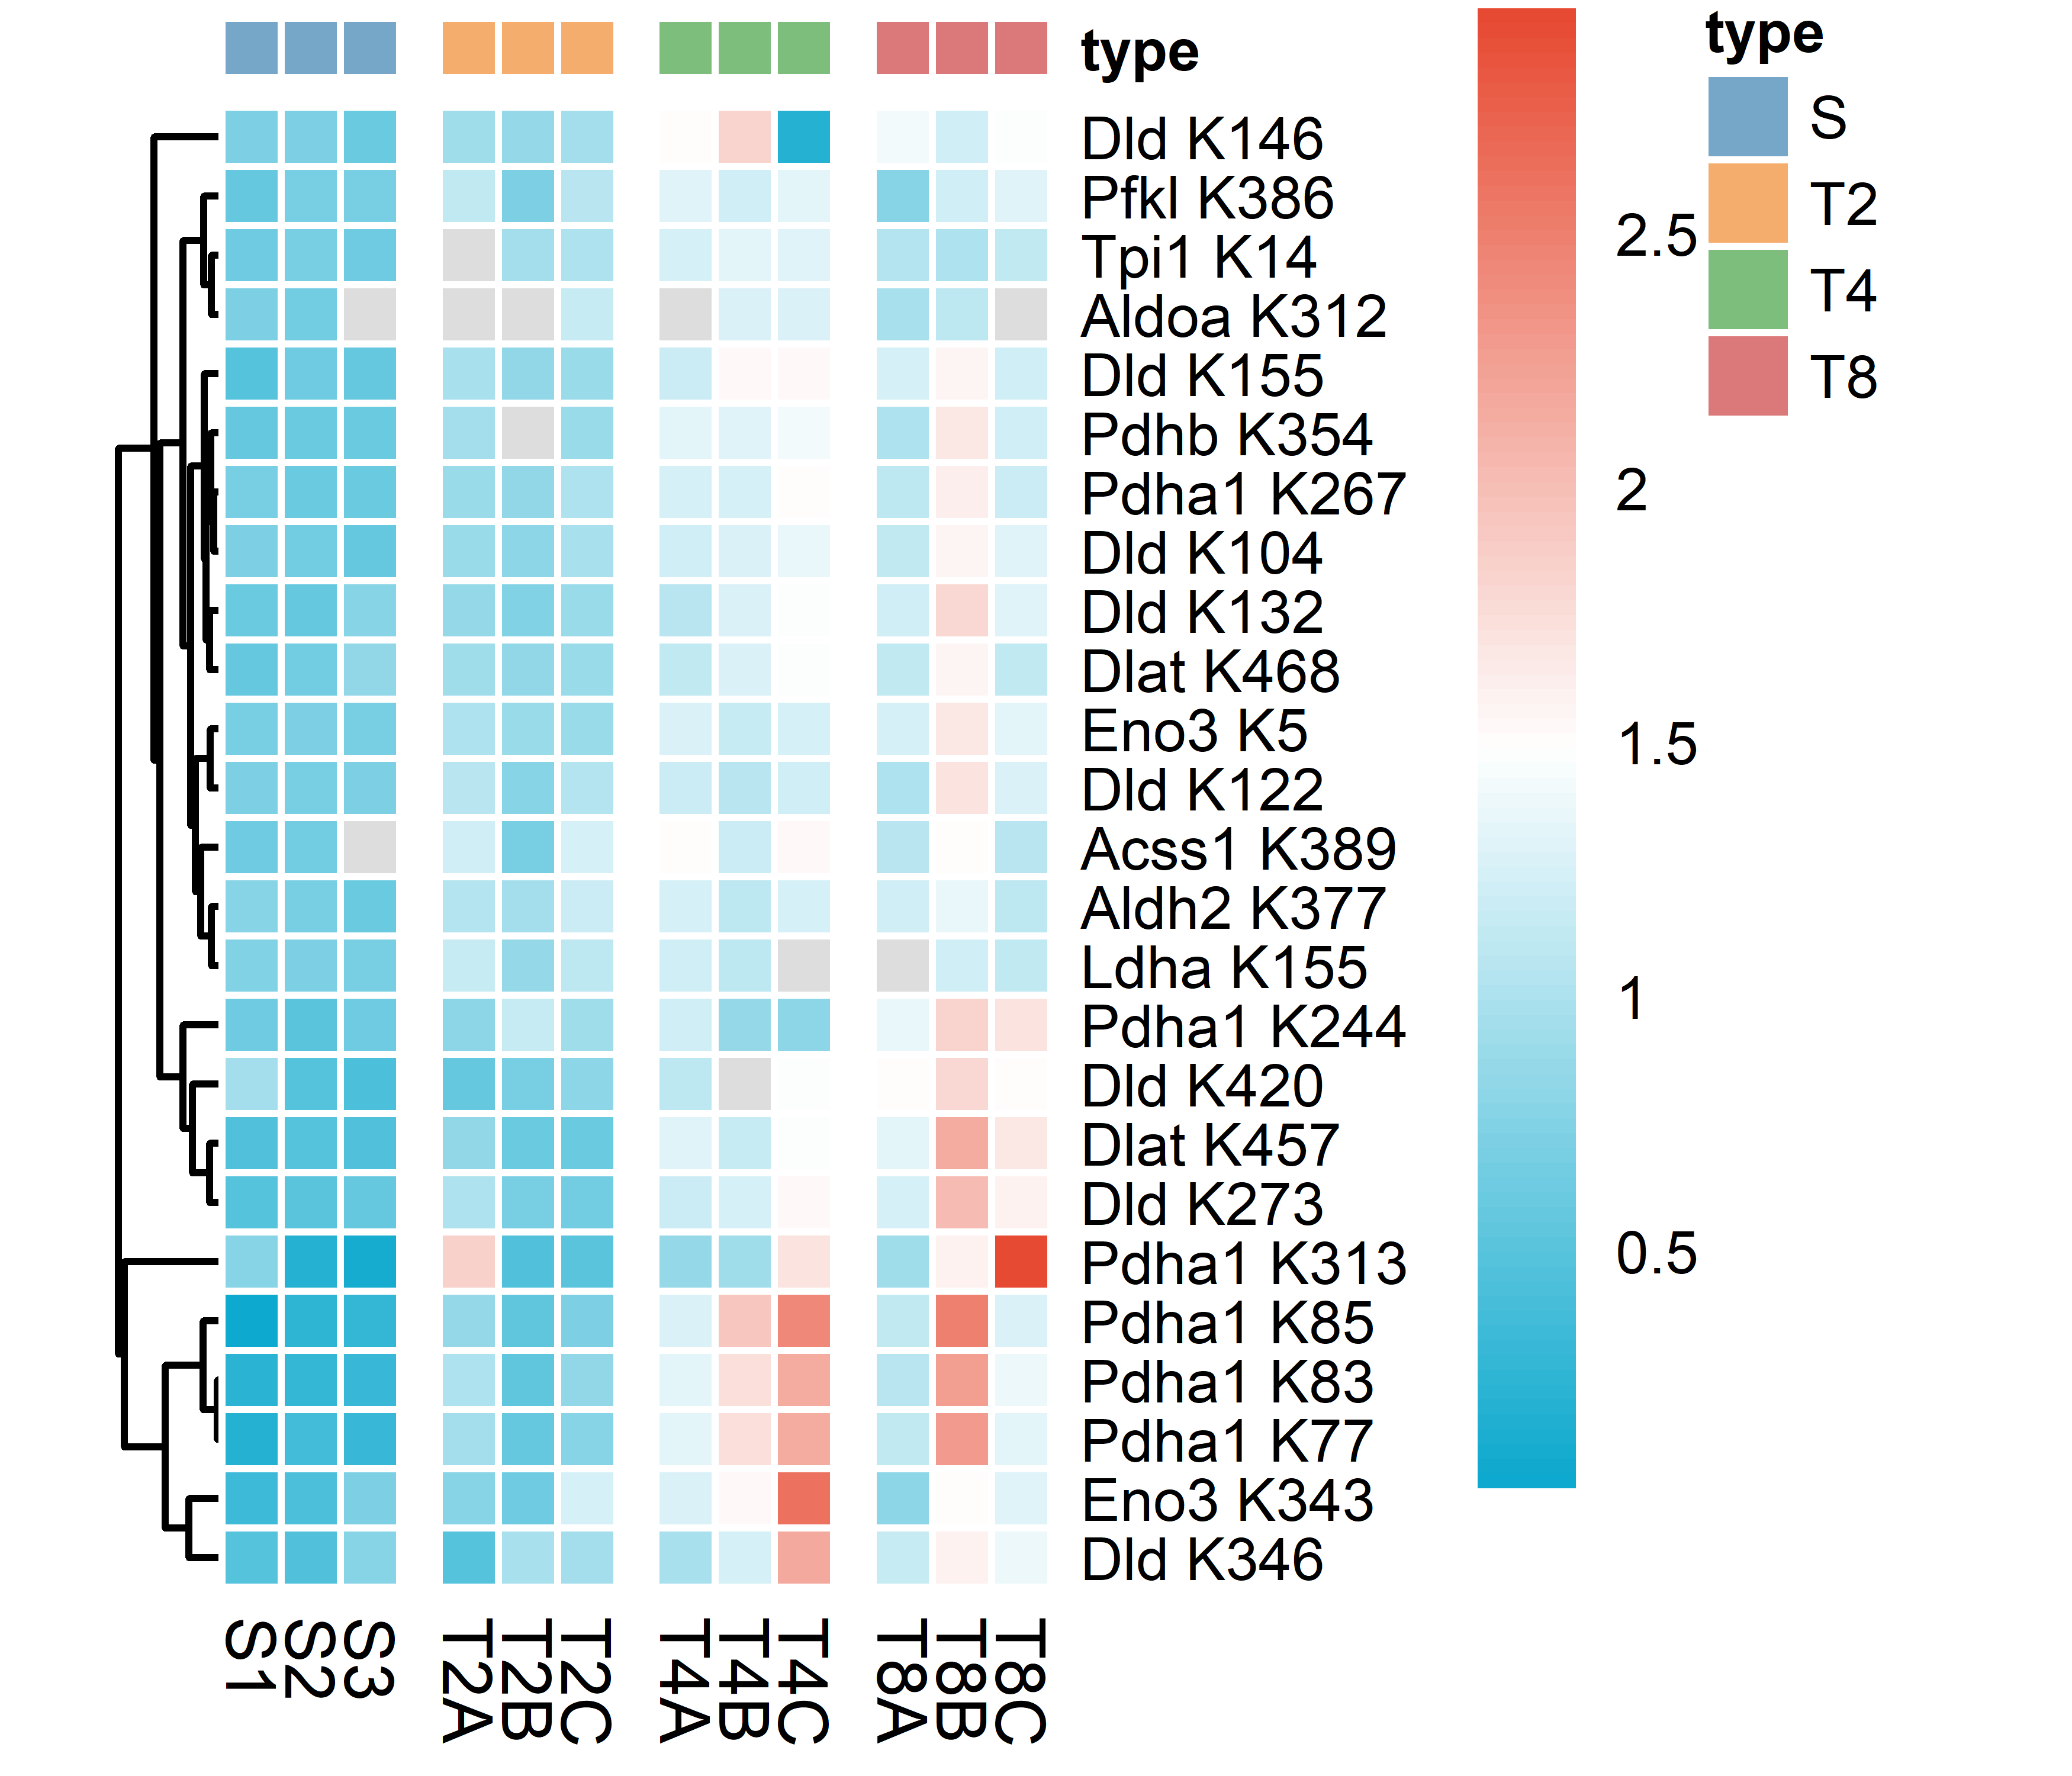 type
Dld K146
Pfkl K386
Tpi1 K14
Aldoa K312
Dld K155
Pdhb K354
Pdha1 K267
Dld K104
Dld K132
Dlat K468
Eno3 K5
Dld K122
Acss1 K389
Aldh2 K377
Ldha K155
Pdha1 K244
Dld K420
Dlat K457
Dld K273
Pdha1 K313
Pdha1 K85
Pdha1 K83
Pdha1 K77
Eno3 K343
Dld K346
S1
S2
S3
T2A
T2B
T2C
T4A
T4B
T4C
T8A
T8B
T8C
2.5
2
1.5
1
0.5
type
S
T2
T4
T8